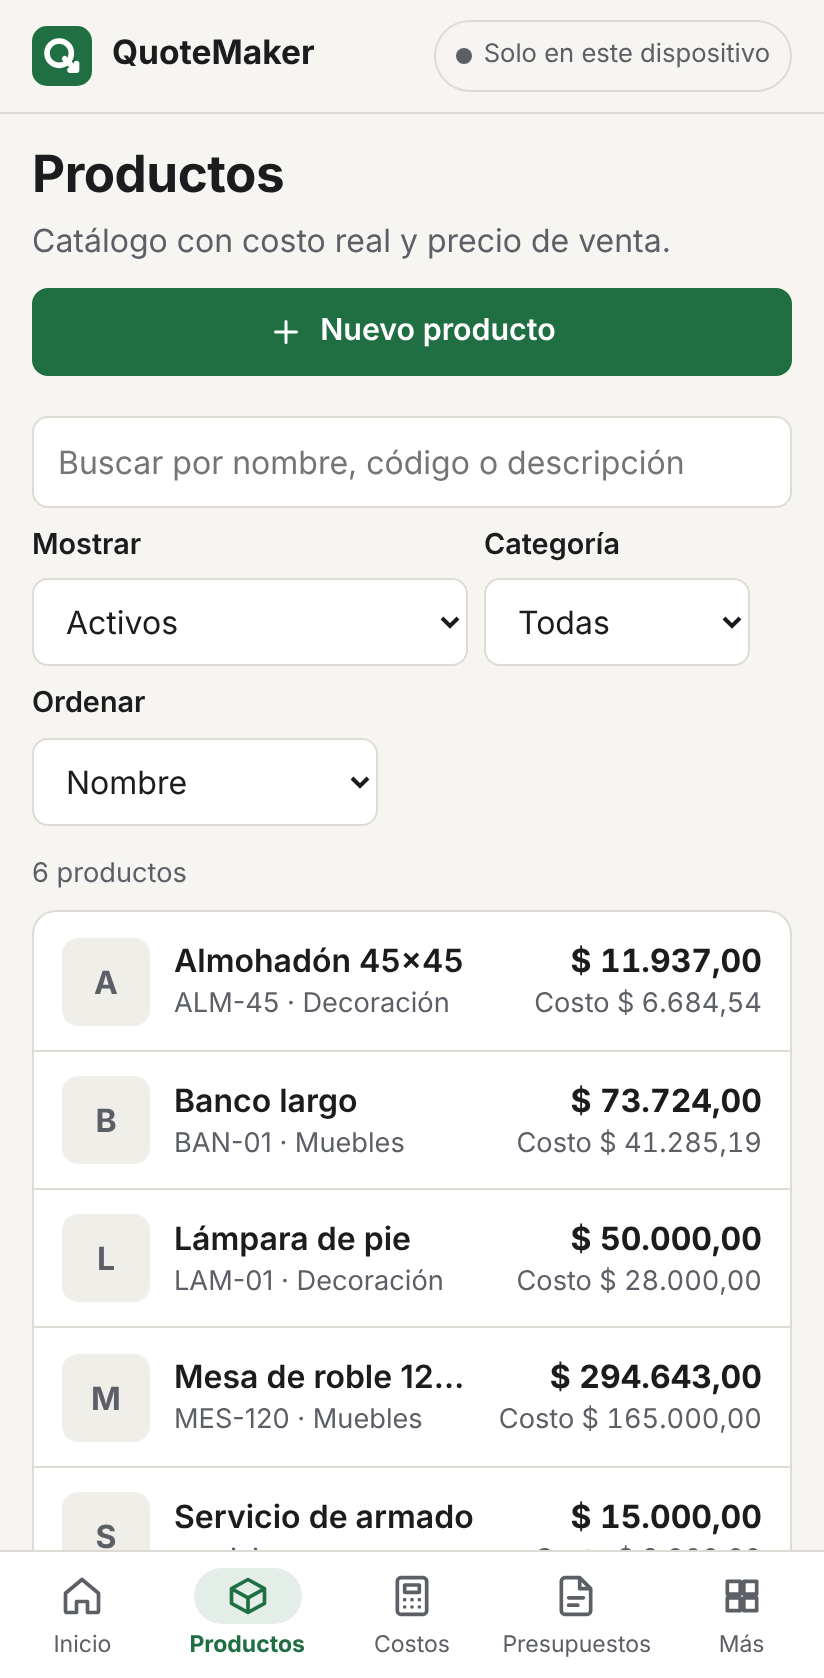 QuoteMaker
Solo en este dispositivo
Productos
Catálogo con costo real y precio de venta.
+ Nuevo producto
Buscar por nombre, código o descripción
Mostrar
Categoría
Activos
Todas
Ordenar
Nombre
6 productos
A
Almohadón 45×45
$ 11.937,00
ALM-45 · Decoración
Costo $ 6.684,54
B
Banco largo
$ 73.724,00
BAN-01 · Muebles
Costo $ 41.285,19
L
Lámpara de pie
$ 50.000,00
LAM-01 · Decoración
Costo $ 28.000,00
M
Mesa de roble 12...
$ 294.643,00
MES-120 · Muebles
Costo $ 165.000,00
S
Servicio de armado
$ 15.000,00
Inicio
Productos
Costos
Presupuestos
Más